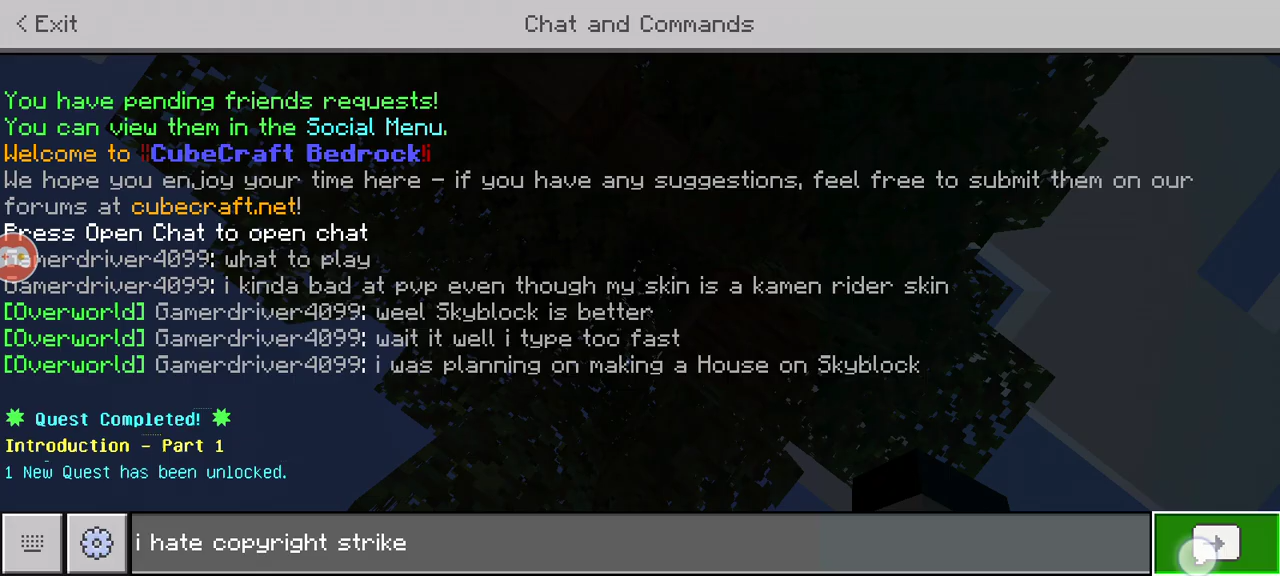 < Exit
Chat and Commands
You have pending friends requests!
You can view them in the Social Menu.
Welcome to CubeCraft Bedrock
We hope you enjoy your time here - if you have any suggestions, feel free to submit them on our
forums at cubecraft.net!
Press Open Chat to open chat
Gamerdriver4099: what to play
Gamerdriver4099: i kinda bad at pvp even though my skin is a kamen rider skin
[Overworld] Gamerdriver4099: weel Skyblock is better
[Overworld] Gamerdriver4099: wait it well i type too fast
[Overworld] Gamerdriver4099: i was planning on making a House on Skyblock
Quest Completed!
Introduction - Part 1
1 New Quest has been unlocked.
i hate copyright strike